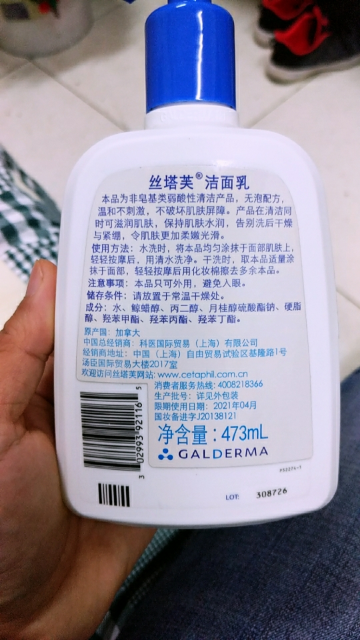 丝塔芙®洁面乳
本品为非皂基类弱酸性清洁产品，无泡配方，
温和不刺激，不破坏肌肤屏障。产品在清洁同
时可滋润肌肤，保持肌肤水润，告别洗后干燥
与紧绷，令肌肤更加柔嫩光滑。
使用方法：水洗时，将本品均匀涂抹于面部肌肤上，
轻轻按摩后，用清水洗净。干洗时，取本品适量涂
抹于面部，轻轻按摩后用化妆棉擦去多余本品。
注意事项：本品只可外用，避免入眼。
储存条件：请放置于常温干燥处。
成分：水、鲸蜡醇、丙二醇、月桂醇硫酸酯钠、硬脂
醇、羟苯甲酯、羟苯丙酯、羟苯丁酯。
原产国：加拿大
中国总经销商：科医国际贸易（上海）有限公司
经销商地址：中国（上海）自由贸易试验区基隆路1号
汤臣国际贸易大楼2017室
欢迎访问丝塔芙网站：www.cetaphil.com.cn
消费者服务热线：4008218366
生产批号：详见外包装
限期使用日期：2021年04月
国妆备进字J20138121
净含量：473mL
GALDERMA
3 02993 92116 5
LOT: 308726